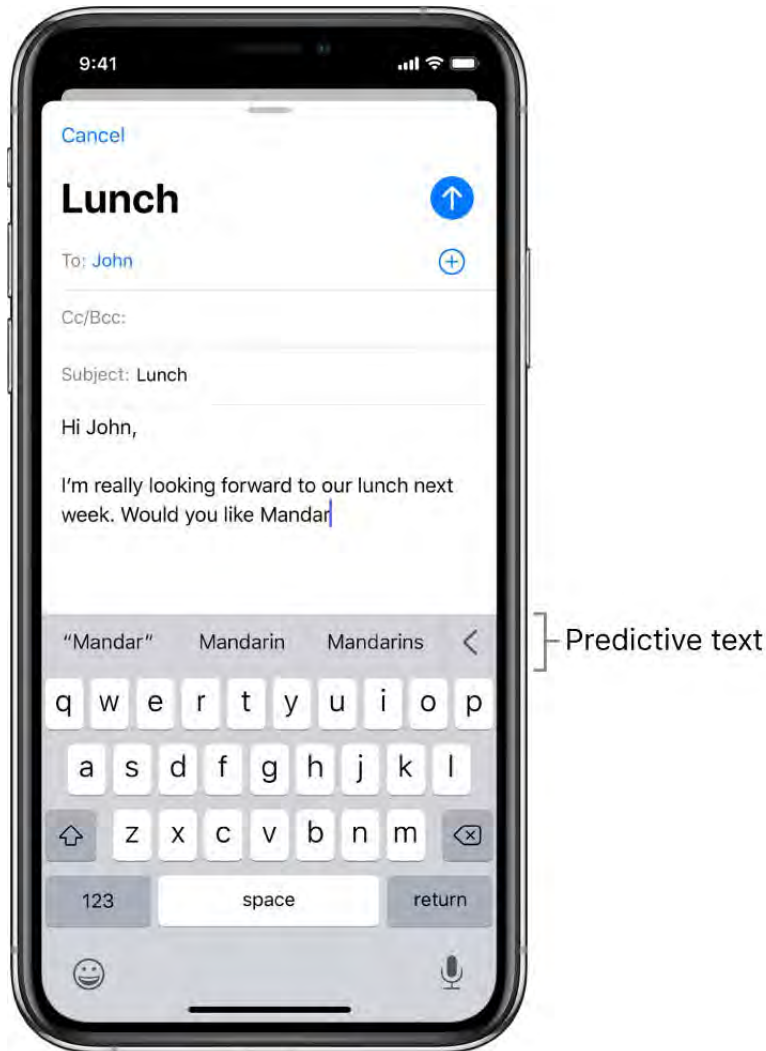 9:41
Cancel
Lunch
To: John
Cc/Bcc:
Subject: Lunch
Hi John,
I'm really looking forward to our lunch next
week. Would you like Mandar
"Mandar" Mandarin Mandarins
Predictive text
q w e r t y u i o p
a s d f g h j k l
z x c v b n m
123 space return